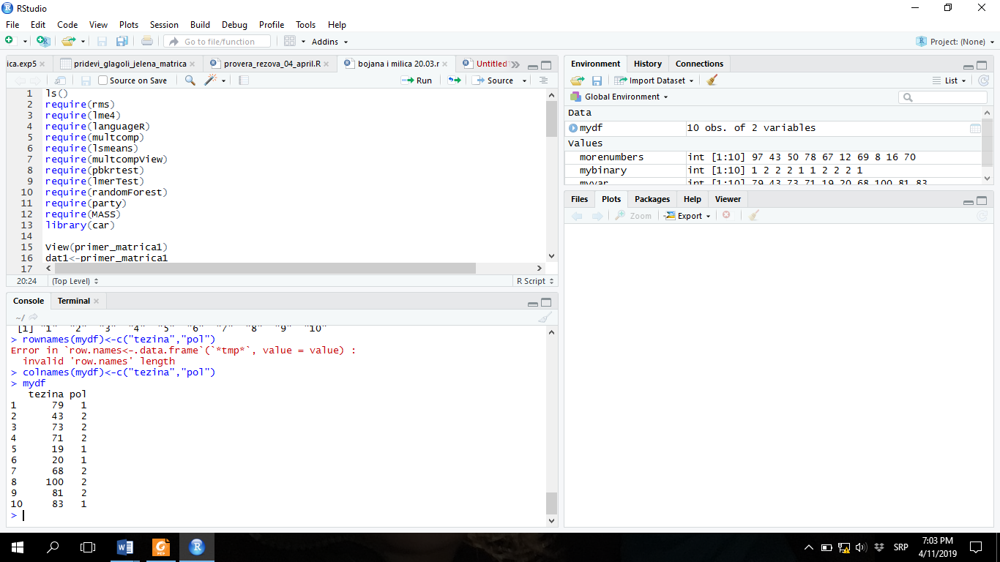 RStudio
File Edit Code View Plots Session Build Debug Profile Tools Help
Go to file/function Addins Project: (None)
ica.exp5 pridevi_glagoli_jelena_matrica provera_rezova_04_april.R bojana i milica 20.03.r Untitled
Source on Save Run Source
1 ls()
2 require(rms)
3 require(lme4)
4 require(languageR)
5 require(multcomp)
6 require(lsmeans)
7 require(multcompView)
8 require(pbkrtest)
9 require(lmerTest)
10 require(randomForest)
11 require(party)
12 require(MASS)
13 library(car)
14
15 View(primer_matrica1)
16 dat1<-primer_matrica1
17
20:24 (Top Level) R Script
Console Terminal
~/
[1] "1" "2" "3" "4" "5" "6" "7" "8" "9" "10"
> rownames(mydf)<-c("tezina","pol")
Error in `row.names<-.data.frame`(`*tmp*`, value = value) :
invalid 'row.names' length
> colnames(mydf)<-c("tezina","pol")
> mydf
tezina pol
1 79 1
2 43 2
3 73 2
4 71 2
5 19 1
6 20 1
7 68 2
8 100 2
9 81 2
10 83 1
>
Environment History Connections
Import Dataset List
Global Environment
Data
mydf 10 obs. of 2 variables
Values
morenumbers int [1:10] 97 43 50 78 67 12 69 8 16 70
mybinary int [1:10] 1 2 2 2 1 1 2 2 2 1
myvar int [1:10] 79 43 73 71 19 20 68 100 81 83
Files Plots Packages Help Viewer
Zoom Export
SRP
7:03 PM
4/11/2019